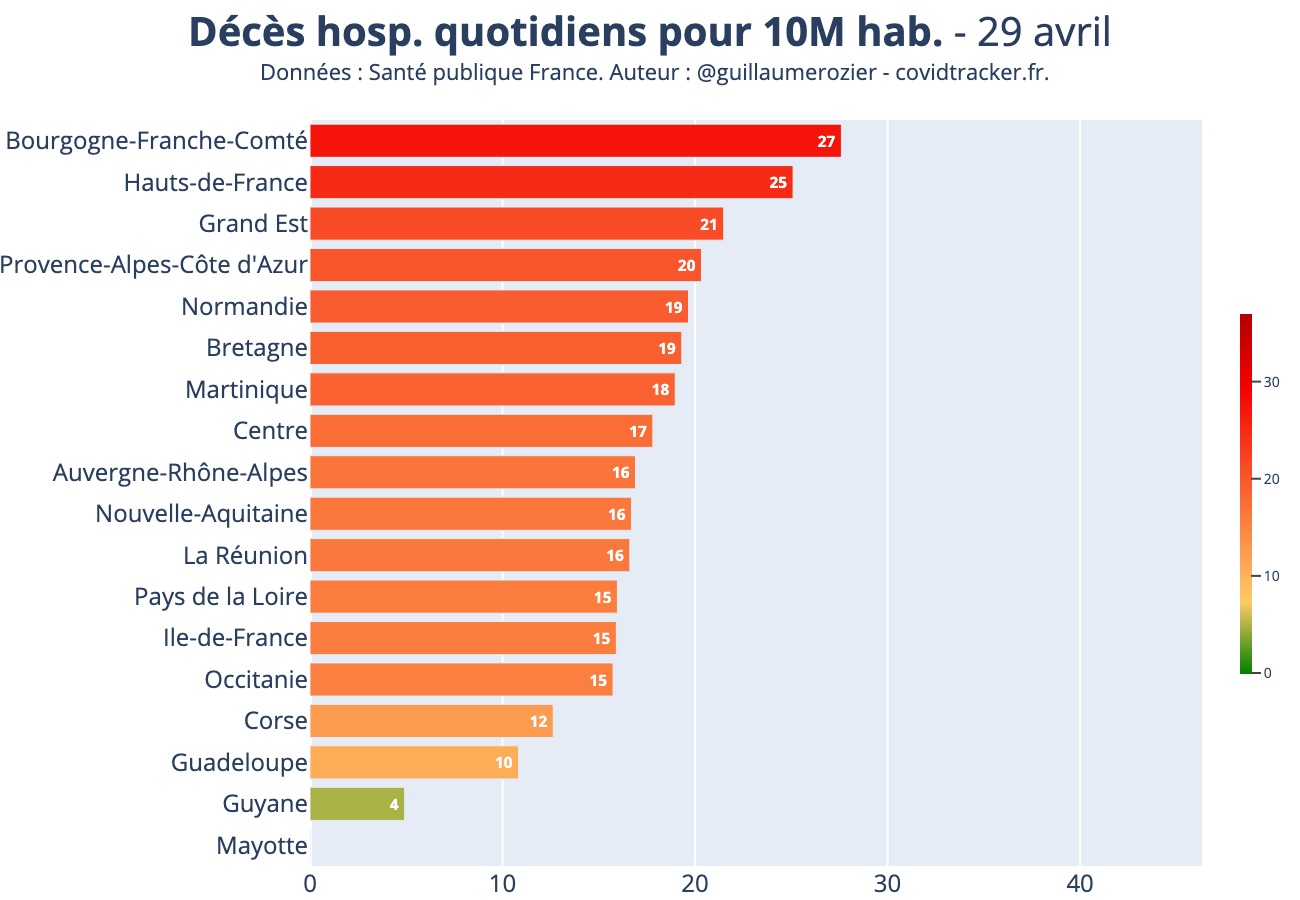 Décès hosp. quotidiens pour 10M hab. - 29 avril
Données : Santé publique France. Auteur : @guillaumerozier - covidtracker.fr.
Bourgogne-Franche-Comté 27
Hauts-de-France 25
Grand Est 21
Provence-Alpes-Côte d'Azur 20
Normandie 19
Bretagne 19
Martinique 18
Centre 17
Auvergne-Rhône-Alpes 16
Nouvelle-Aquitaine 16
La Réunion 16
Pays de la Loire 15
Ile-de-France 15
Occitanie 15
Corse 12
Guadeloupe 10
Guyane 4
Mayotte
0 10 20 30 40
30
20
10
0